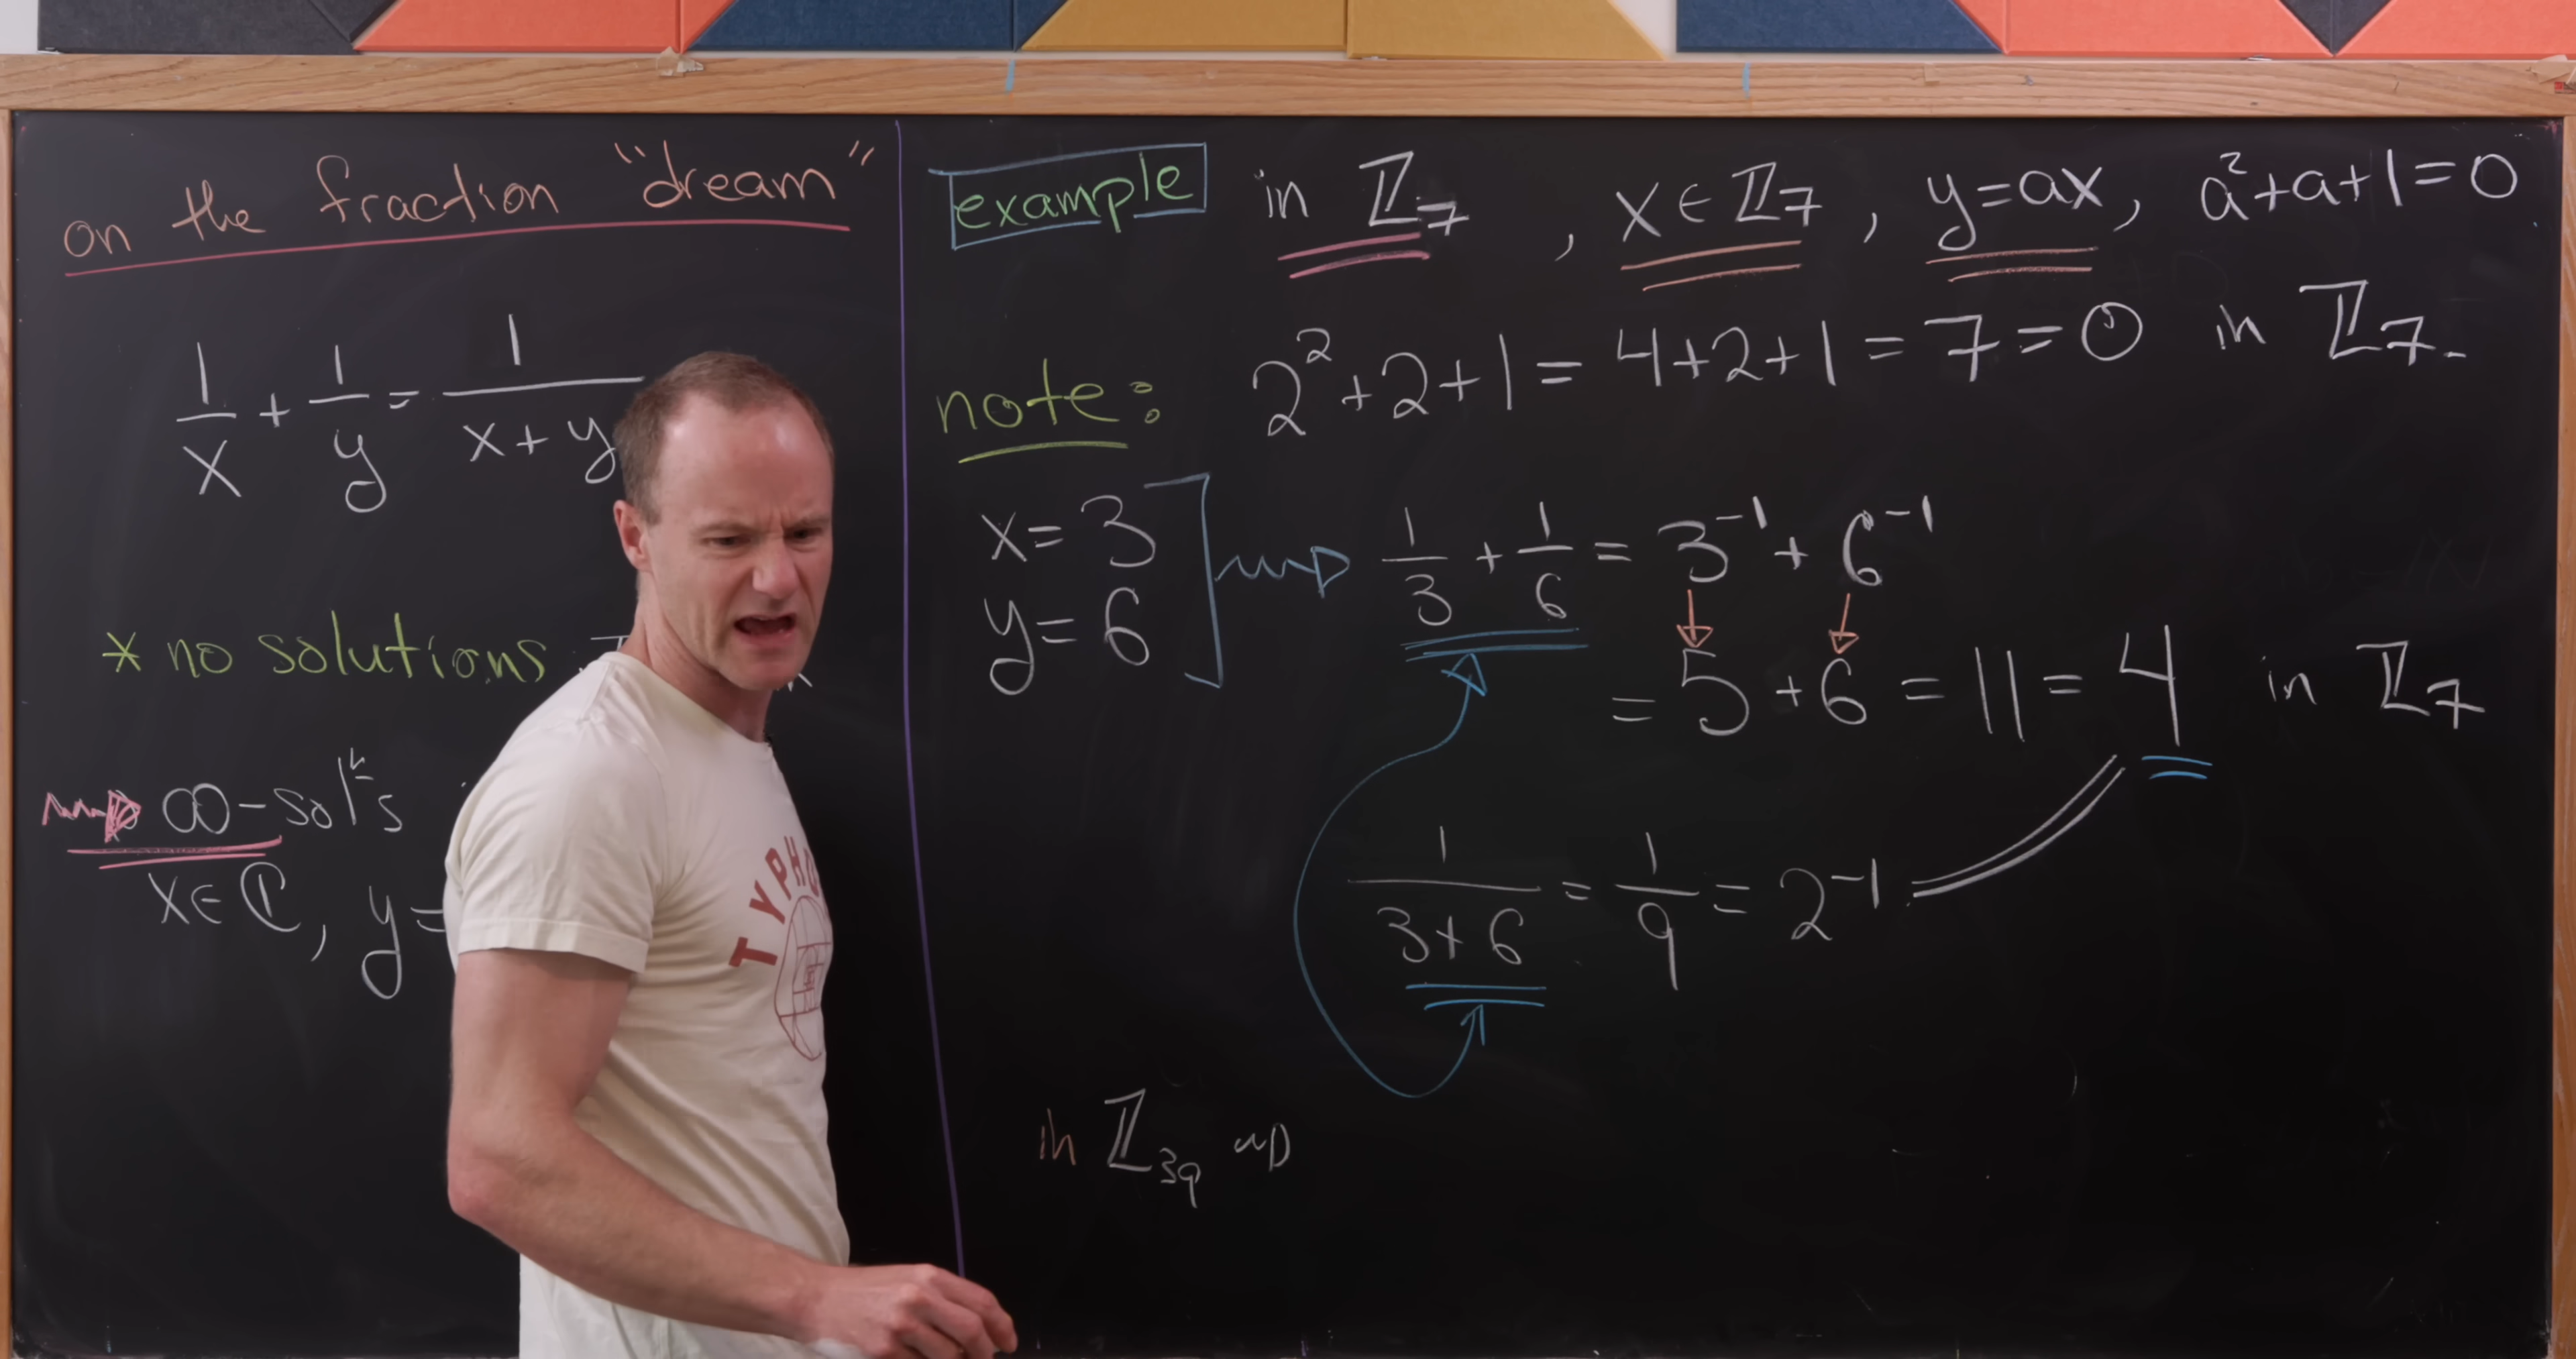 on the fraction "dream"
1/x + 1/y = 1/(x+y)
* no solutions
∞-solⁿs
x∈ℂ, y=
TYPH
example in ℤ₇, x∈ℤ₇, y=ax, a²+a+1=0
note: 2²+2+1=4+2+1=7=0 in ℤ₇.
x=3
y=6
1/3 + 1/6 = 3⁻¹+6⁻¹
=5+6=11=4 in ℤ₇
1/(3+6) = 1/9 = 2⁻¹
in ℤ₃₉